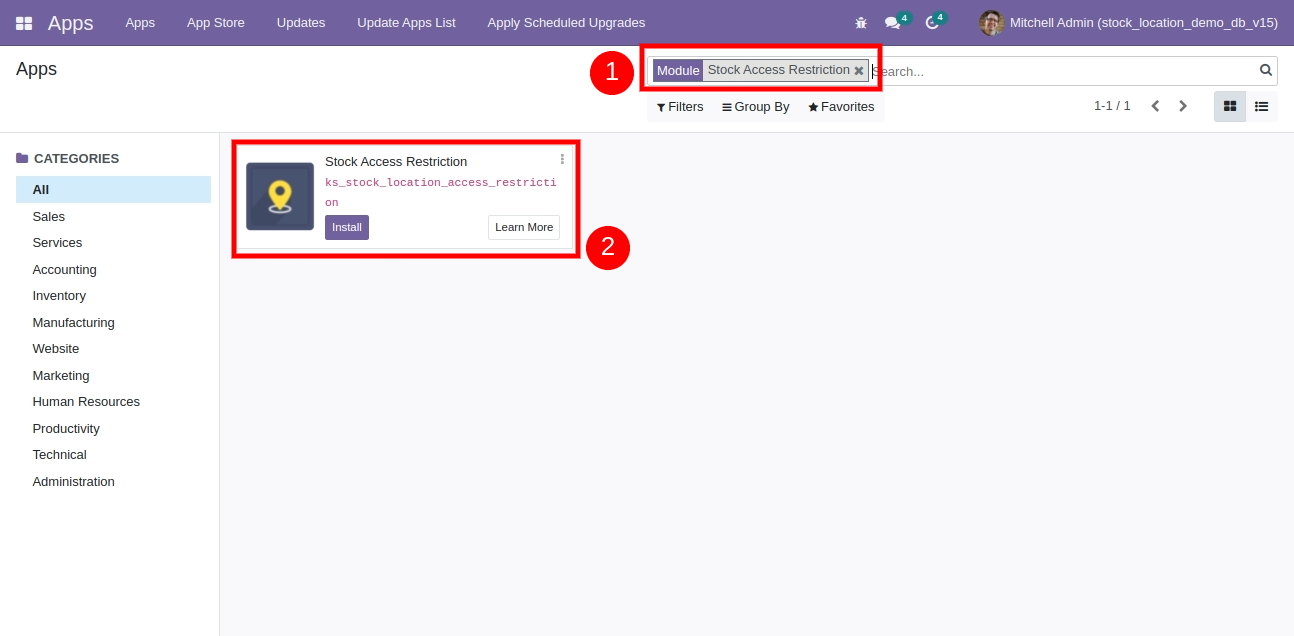 Apps
Apps
App Store
Updates
Update Apps List
Apply Scheduled Upgrades
4
4
Mitchell Admin (stock_location_demo_db_v15)
Apps
1
Module Stock Access Restriction
Search...
Filters
Group By
Favorites
1-1 / 1
CATEGORIES
All
Sales
Services
Accounting
Inventory
Manufacturing
Website
Marketing
Human Resources
Productivity
Technical
Administration
Stock Access Restriction
ks_stock_location_access_restricti
on
Install
Learn More
2